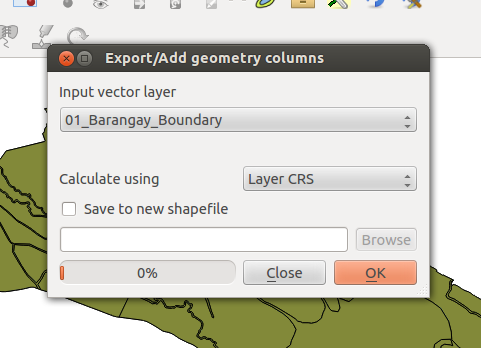 Export/Add geometry columns
Input vector layer
01_Barangay_Boundary
Calculate using Layer CRS
Save to new shapefile
Browse
0% Close OK